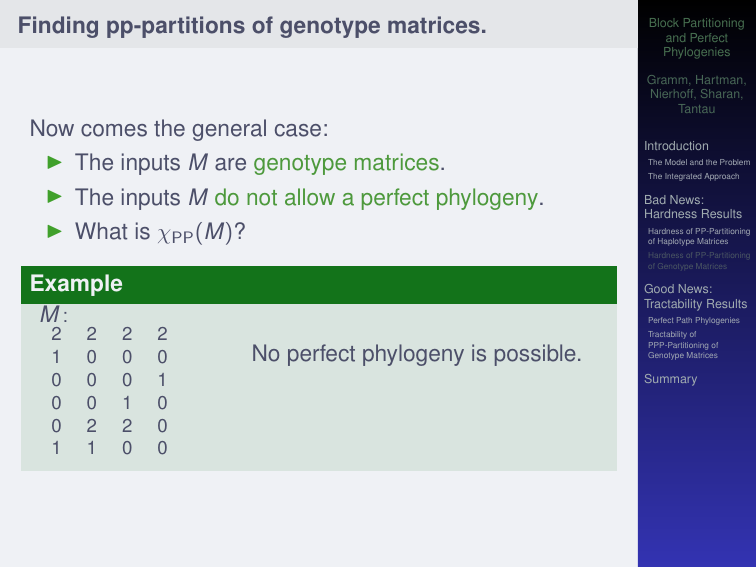 Finding pp-partitions of genotype matrices.
Now comes the general case:
▶ The inputs M are genotype matrices.
▶ The inputs M do not allow a perfect phylogeny.
▶ What is χPP(M)?
Example
M:
2 2 2 2
1 0 0 0
0 0 0 1
0 0 1 0
0 2 2 0
1 1 0 0
No perfect phylogeny is possible.
Block Partitioning
and Perfect
Phylogenies
Gramm, Hartman,
Nierhoff, Sharan,
Tantau
Introduction
The Model and the Problem
The Integrated Approach
Bad News:
Hardness Results
Hardness of PP-Partitioning
of Haplotype Matrices
Hardness of PP-Partitioning
of Genotype Matrices
Good News:
Tractability Results
Perfect Path Phylogenies
Tractability of
PPP-Partitioning of
Genotype Matrices
Summary